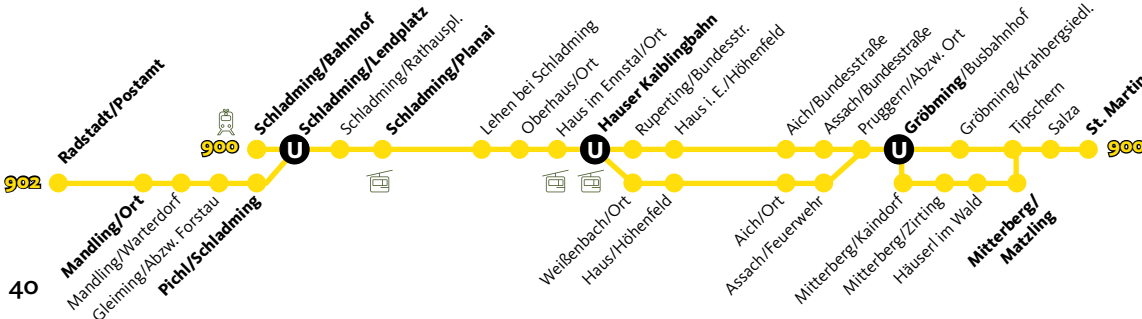 Radstadt/Postamt
Schladming/Bahnhof
Schladming/Lendplatz
Schladming/Rathauspl.
Schladming/Planai
Lehen bei Schladming
Oberhaus/Ort
Haus im Ennstal/Ort
Hauser Kaiblingbahn
Ruperting/Bundesstr.
Haus i. E./Höhenfeld
Aich/Bundesstraße
Assach/Bundesstraße
Pruggern/Abzw. Ort
Gröbming/Busbahnhof
Gröbming/Krahbergsiedl.
Tipschern
Salza
St. Martin
900
U
U
U
900
902
Mandling/Ort
Mandling/Warterdorf
Gleiming/Abzw. Forstau
Pichl/Schladming
Weißenbach/Ort
Haus/Höhenfeld
Aich/Ort
Assach/Feuerwehr
Mitterberg/Kaindorf
Mitterberg/Zirting
Häuserl im Wald
Mitterberg/
Matzling
40